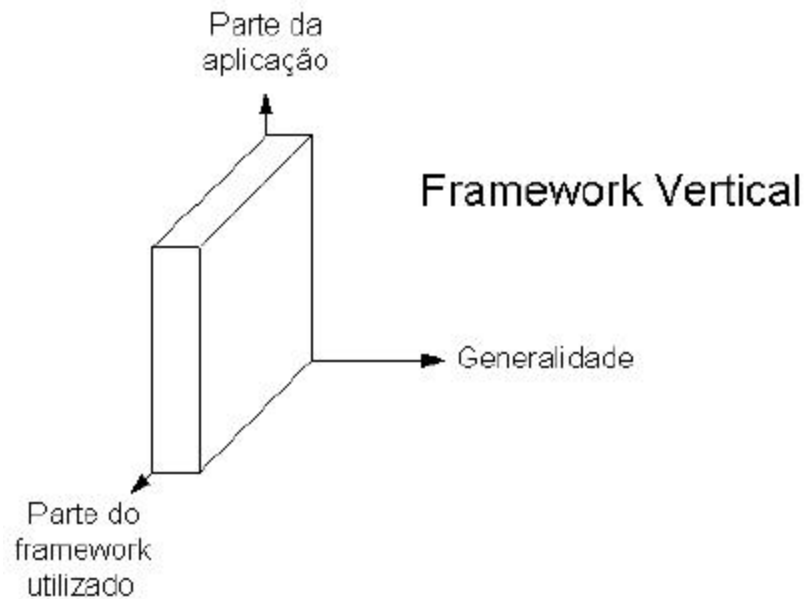 Parte da
aplicação
Framework Vertical
Generalidade
Parte do
framework
utilizado